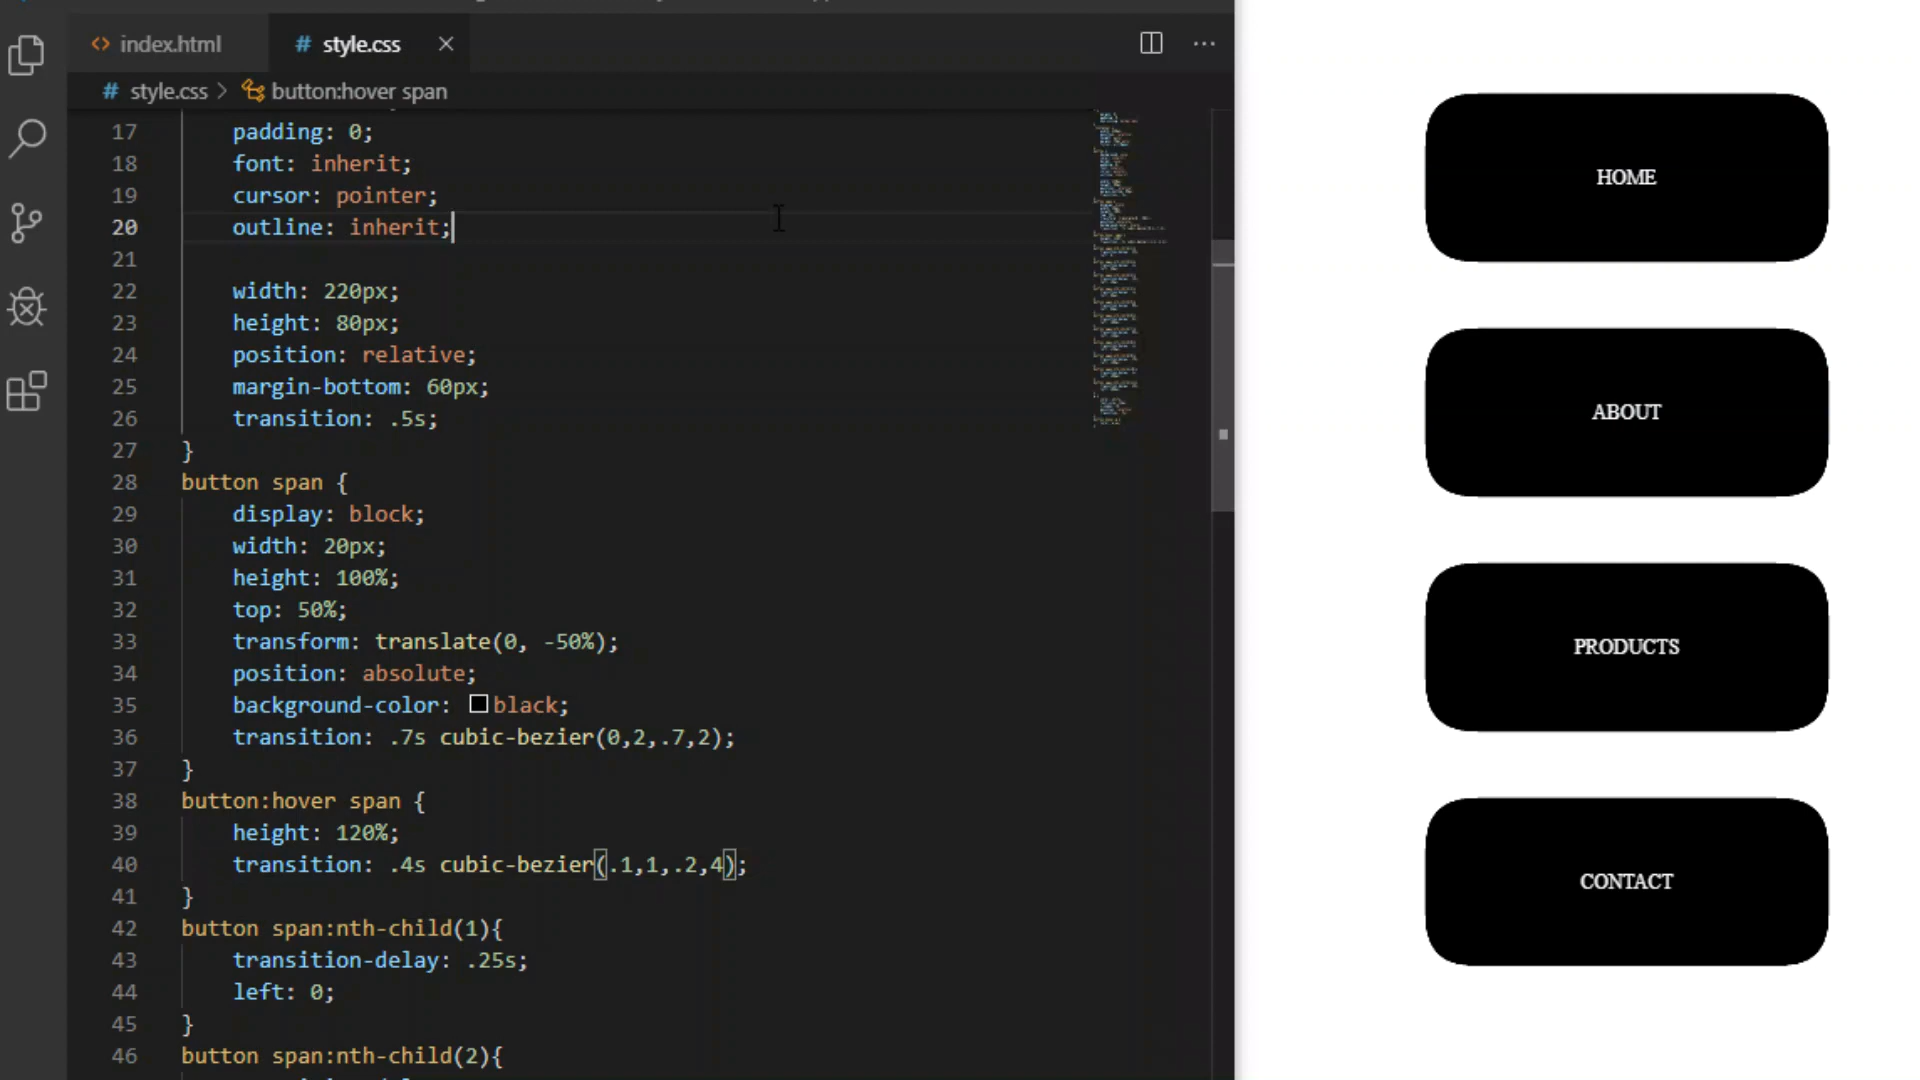 index.html
# style.css
# style.css > button:hover span
17 padding: 0;
18 font: inherit;
19 cursor: pointer;
20 outline: inherit;
21
22 width: 220px;
23 height: 80px;
24 position: relative;
25 margin-bottom: 60px;
26 transition: .5s;
27 }
28 button span {
29 display: block;
30 width: 20px;
31 height: 100%;
32 top: 50%;
33 transform: translate(0, -50%);
34 position: absolute;
35 background-color: black;
36 transition: .7s cubic-bezier(0,2,.7,2);
37 }
38 button:hover span {
39 height: 120%;
40 transition: .4s cubic-bezier(.1,1,.2,4);
41 }
42 button span:nth-child(1){
43 transition-delay: .25s;
44 left: 0;
45 }
46 button span:nth-child(2){
HOME
ABOUT
PRODUCTS
CONTACT